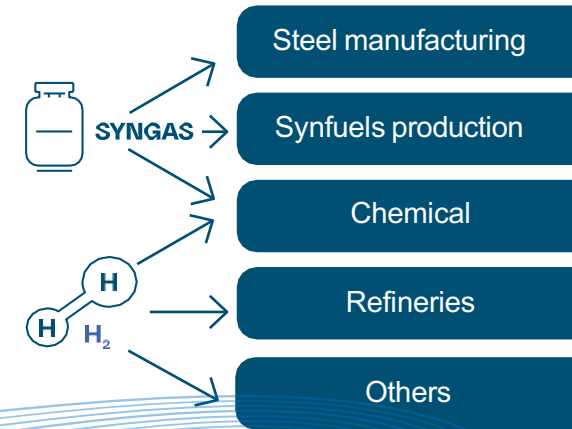 Steel manufacturing
SYNGAS
Synfuels production
Chemical
H
H
H₂
Refineries
Others